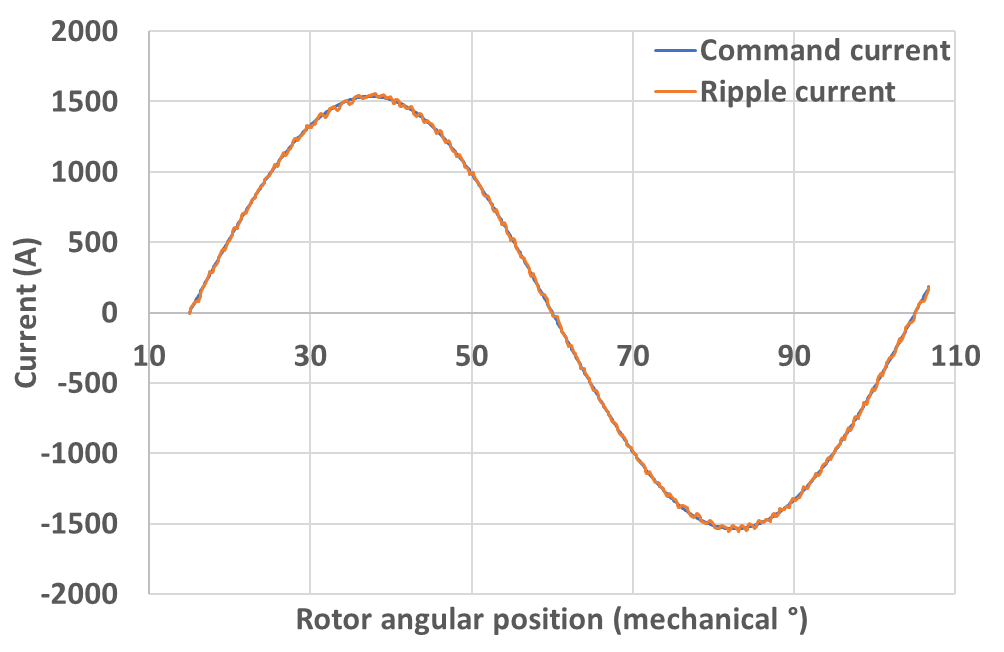 2000
Command current
Ripple current
1500
1000
500
0
10 30 50 70 90 110
-500
-1000
-1500
-2000
Current (A)
Rotor angular position (mechanical °)